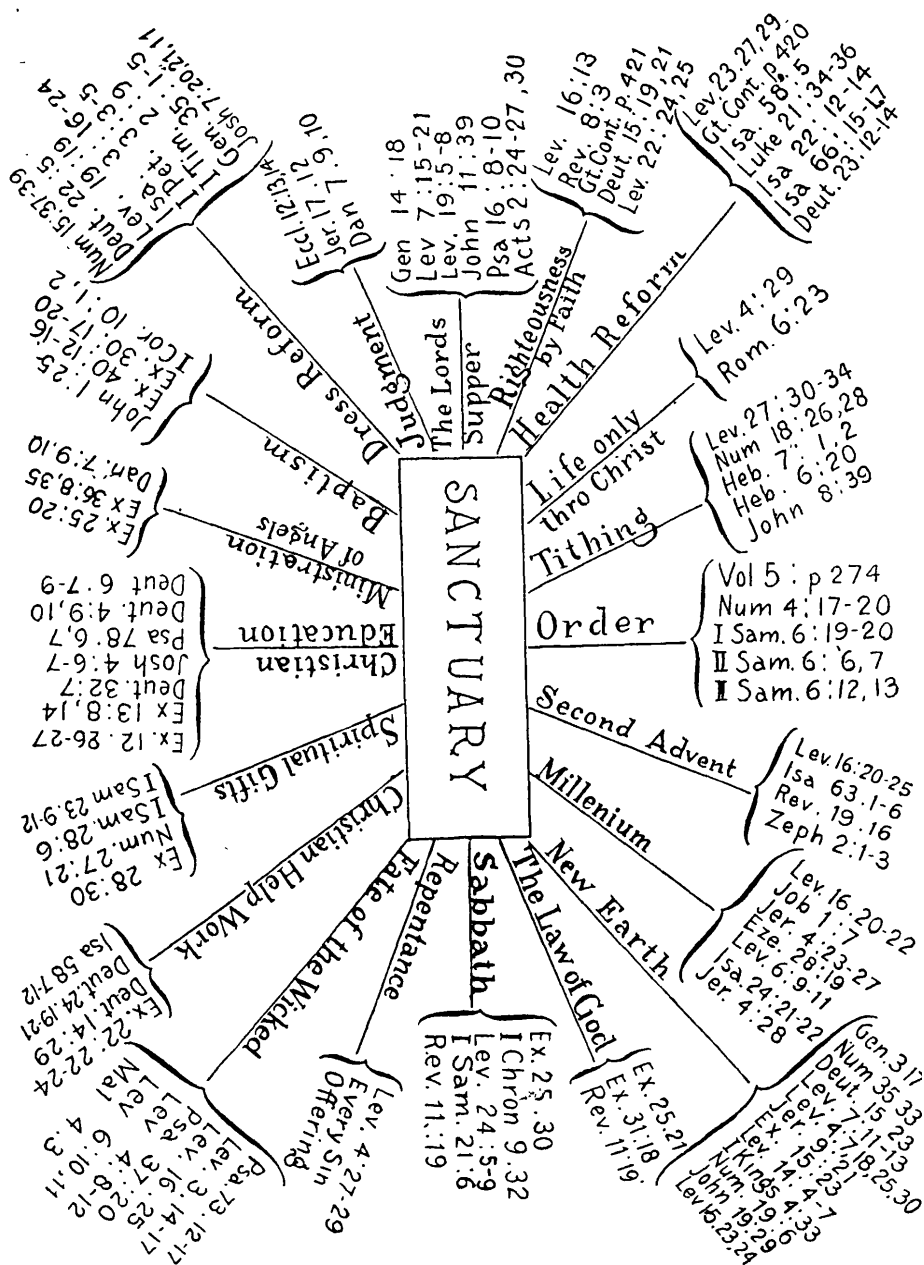 SANCTUARY
The Lords
Supper
Gen 14:18
Lev 7:15-21
Lev. 19:5-8
John 11:39
Psa 16:8-10
Acts 2:24-27,30
Righteousness
by Faith
Lev. 16:13
Rev. 8:3
Gt.Cont. p. 421
Deut. 15:19,21
Lev. 22:24,25
Health Reform
Lev. 23.27,29.
Gt. Cont. p. 420
Isa. 58:5
Luke 21:34-36
Isa 22:12-14
Isa 66:15-17
Deut. 23:12-14
Life only
thro Christ
Lev. 4:29
Rom. 6:23
Tithing
Lev. 27:30-34
Num 18:26,28
Heb. 7:1,2
Heb. 6:20
John 8:39
Order
Vol 5: p 274
Num 4:17-20
I Sam. 6:19-20
II Sam. 6:6,7
II Sam. 6:12,13
Second Advent
Lev. 16:20-25
Isa 63.1-6
Rev. 19.16
Zeph 2:1-3
Millenium
Lev. 16:20-22
Job 1:7
Jer. 4:23-27
Eze. 28:19
Lev. 6:9-11
Isa. 24:21-22
Jer. 4:28
New Earth
Gen. 3 17
Num 35 33
Deut. 15 23
Lev. 7:11-13
Lev. 4:7,18,25.30
Jer. 9:21
Ex. 15:23
Lev. 14:4-7
I Kings 4:33
Num. 19:6
John 19:29
Lev 15.23,24
The Law of God
Ex. 25.21
Ex. 31.18
Rev. 11 19.
Sabbath
Ex. 25.30
I Chron 9.32
Lev. 24:5-9
I Sam. 21:6
Rev. 11.:19
Repentance
Lev. 4:27-29
Every Sin
Offering
Fate of the Wicked
Psa. 73.12-17
Lev. 3 14-17
Lev. 16:25
Psa 37:20
Lev 4:8-12
Lev 6:10.11
Mal 4 3
Christian Help Work
Ex. 22:22-24
Deut. 14:29
Deut. 24.19-21
Isa 58 7-12
Spiritual Gifts
Ex 28:30
Num. 27:21
I Sam. 28:6
I Sam 23.9-12
Christian
Education
Ex. 12.26-27
Ex 13:8,14
Deut. 32:7
Josh 4:6-7
Psa 78:6,7
Deut. 4:9,10
Deut 6:7-9
Ministration
of Angels
Ex. 25:20
Ex 36:8.35
Dan. 7:9.10
Baptism
John 1:25
Ex. 40:12-16
Ex. 30:17-20
I Cor. 10.1,2
Dress Reform
Num 15:37-39
Deut 22:5
Lev. 19:19
Isa 3 16-24
I Pet. 3:3-5
I Tim. 2 9
Gen. 35 1-5
Josh 7.20,21,11
Judgment
Eccl. 12:13,14
Jer. 17:12
Dan 7:9,10